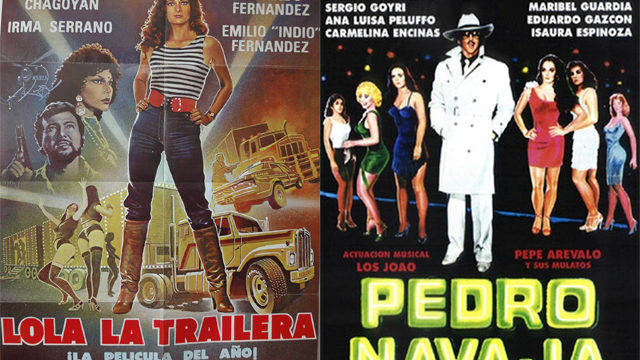 CHAGOYAN
IRMA SERRANO
FERNANDEZ
EMILIO "INDIO"
FERNANDEZ
LOLA LA TRAILERA
¡LA PELICULA DEL AÑO!
SERGIO GOYRI
ANA LUISA PELUFFO
CARMELINA ENCINAS
MARIBEL GUARDIA
EDUARDO GAZCON
ISAURA ESPINOZA
ACTUACION MUSICAL
LOS JOAO
PEPE AREVALO
Y SUS MULATOS
PEDRO
NAVAJA